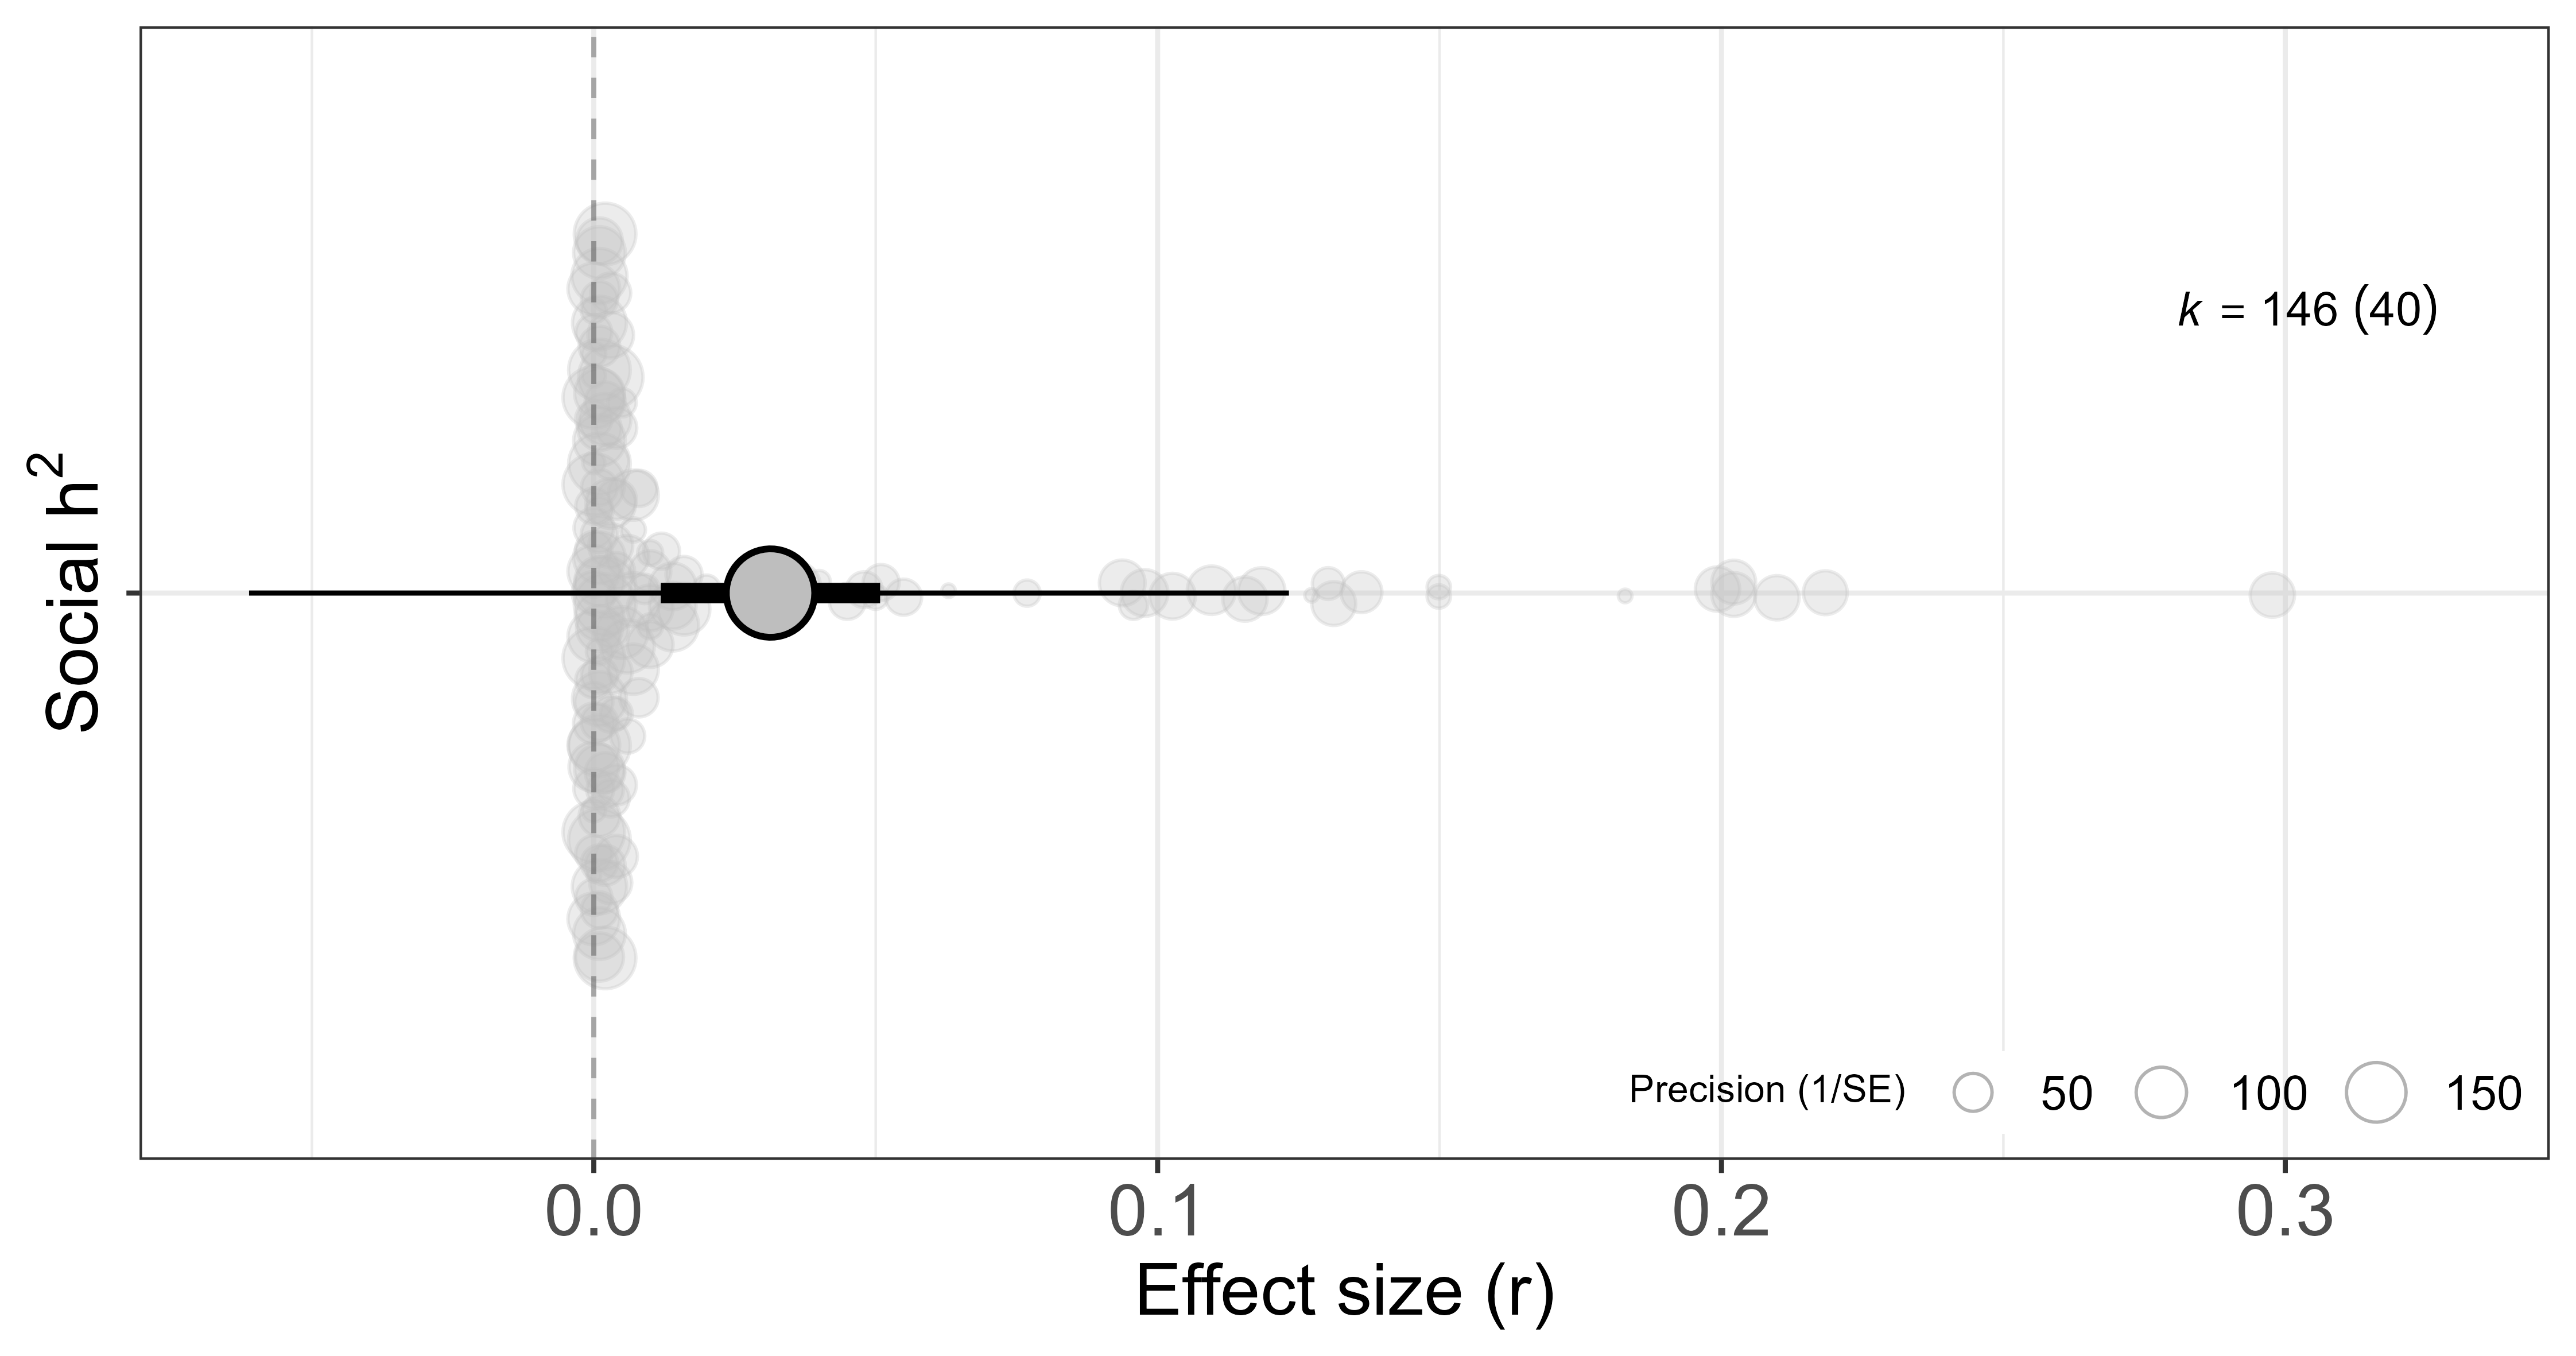 Social h²
k = 146 (40)
Precision (1/SE) 50 100 150
0.0 0.1 0.2 0.3
Effect size (r)